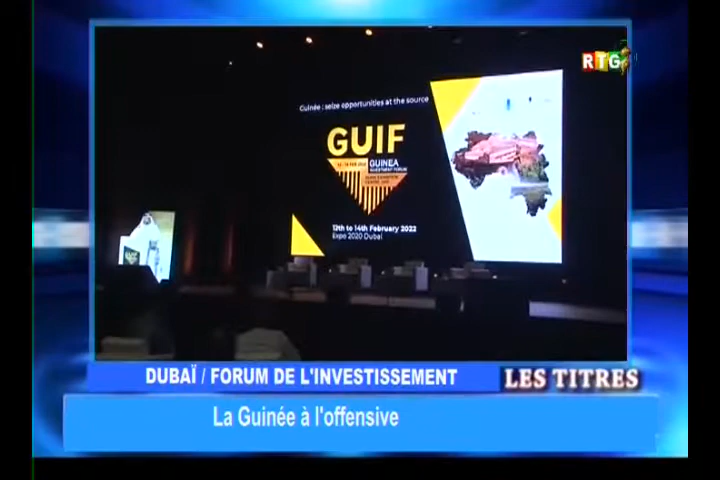 RTG
Guinée : seize opportunities at the source
GUIF
GUINEA
INVESTMENT FORUM
12th to 14th February 2022
Expo 2020 Dubai
DUBAÏ / FORUM DE L'INVESTISSEMENT
LES TITRES
La Guinée à l'offensive